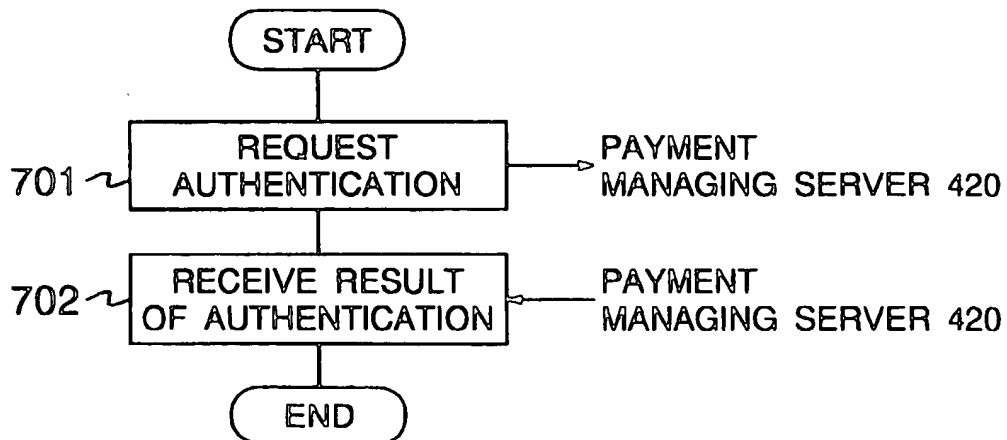 START
REQUEST
AUTHENTICATION
701
PAYMENT
MANAGING SERVER 420
RECEIVE RESULT
OF AUTHENTICATION
702
PAYMENT
MANAGING SERVER 420
END